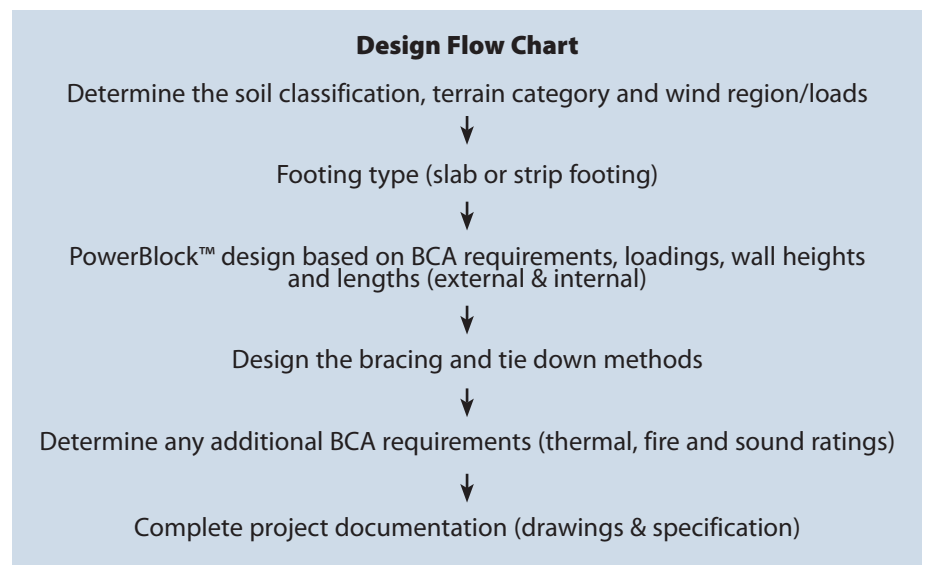 Design Flow Chart
Determine the soil classification, terrain category and wind region/loads
Footing type (slab or strip footing)
PowerBlock™ design based on BCA requirements, loadings, wall heights
and lengths (external & internal)
Design the bracing and tie down methods
Determine any additional BCA requirements (thermal, fire and sound ratings)
Complete project documentation (drawings & specification)